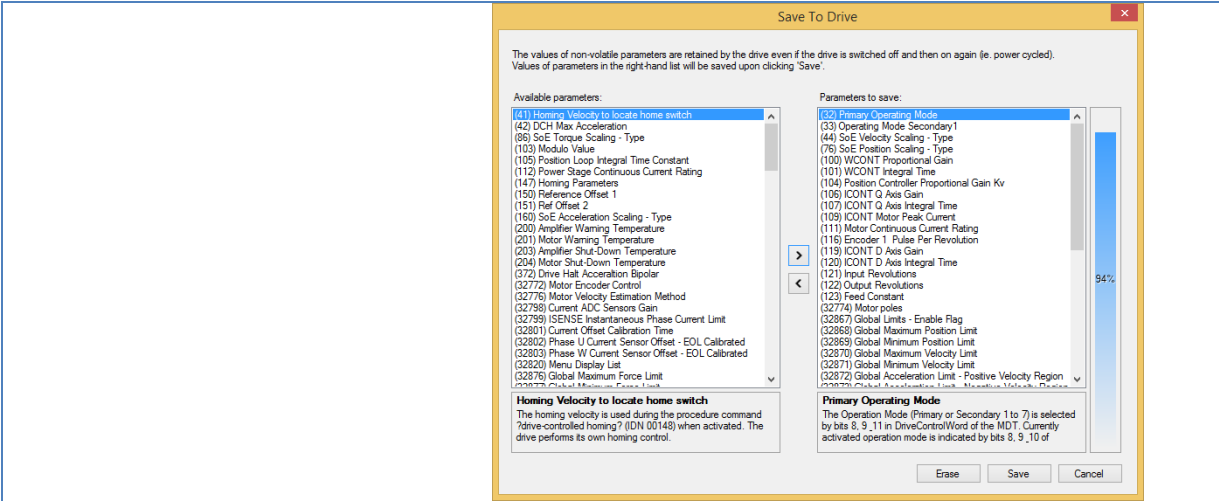 Save To Drive
The values of non-volatile parameters are retained by the drive even if the drive is switched off and then on again (ie. power cycled).
Values of parameters in the right-hand list will be saved upon clicking 'Save'.
Available parameters:
(41) Homing Velocity to locate home switch
(42) DCH Max Acceleration
(86) SoE Torque Scaling - Type
(103) Modulo Value
(105) Position Loop Integral Time Constant
(112) Power Stage Continuous Current Rating
(147) Homing Parameters
(150) Reference Offset 1
(151) Ref Offset 2
(160) SoE Acceleration Scaling - Type
(200) Amplifier Warning Temperature
(201) Motor Warning Temperature
(203) Amplifier Shut-Down Temperature
(204) Motor Shut-Down Temperature
(372) Drive Halt Acceraltion Bipolar
(32772) Motor Encoder Control
(32776) Motor Velocity Estimation Method
(32798) Current ADC Sensors Gain
(32799) ISENSE Instantaneous Phase Current Limit
(32801) Current Offset Calibration Time
(32802) Phase U Current Sensor Offset - EOL Calibrated
(32803) Phase W Current Sensor Offset - EOL Calibrated
(32820) Menu Display List
(32876) Global Maximum Force Limit
(32877) Global Minimum Force Limit
Homing Velocity to locate home switch
The homing velocity is used during the procedure command
?drive-controlled homing? (IDN 00148) when activated. The
drive performs its own homing control.
>
<
Parameters to save:
(32) Primary Operating Mode
(33) Operating Mode Secondary1
(44) SoE Velocity Scaling - Type
(76) SoE Position Scaling - Type
(100) WCONT Proportional Gain
(101) WCONT Integral Time
(104) Position Controller Proportional Gain Kv
(106) ICONT Q Axis Gain
(107) ICONT Q Axis Integral Time
(109) ICONT Motor Peak Current
(111) Motor Continuous Current Rating
(116) Encoder 1 Pulse Per Revolution
(119) ICONT D Axis Gain
(120) ICONT D Axis Integral Time
(121) Input Revolutions
(122) Output Revolutions
(123) Feed Constant
(32774) Motor poles
(32867) Global Limits - Enable Flag
(32868) Global Maximum Position Limit
(32869) Global Minimum Position Limit
(32870) Global Maximum Velocity Limit
(32871) Global Minimum Velocity Limit
(32872) Global Acceleration Limit - Positive Velocity Region
(32873) Global Acceleration Limit - Negative Velocity Region
Primary Operating Mode
The Operation Mode (Primary or Secondary 1 to 7) is selected
by bits 8, 9 _11 in DriveControlWord of the MDT. Currently
activated operation mode is indicated by bits 8, 9 _10 of
94%
Erase
Save
Cancel